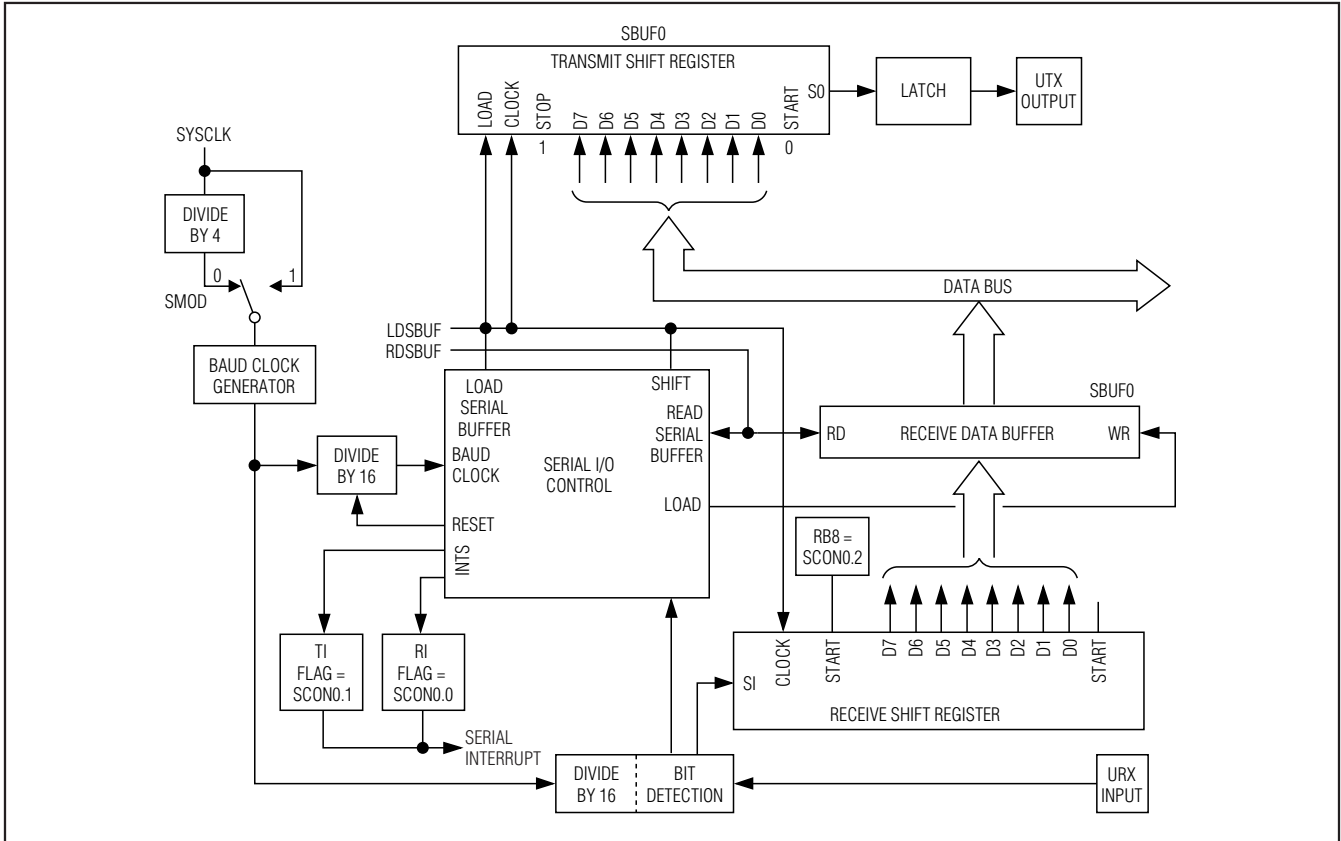 SBUF0
TRANSMIT SHIFT REGISTER
LOAD
CLOCK
STOP
1
D7
D6
D5
D4
D3
D2
D1
D0
START
0
S0
LATCH
UTX
OUTPUT
SYSCLK
DIVIDE
BY 4
0
1
SMOD
DATA BUS
LDSBUF
RDSBUF
BAUD CLOCK
GENERATOR
LOAD
SERIAL
BUFFER
SHIFT
READ
SERIAL
BUFFER
SBUF0
RD
RECEIVE DATA BUFFER
WR
DIVIDE
BY 16
BAUD
CLOCK
SERIAL I/O
CONTROL
LOAD
RESET
INTS
RB8 =
SCON0.2
TI
FLAG =
SCON0.1
RI
FLAG =
SCON0.0
SI
CLOCK
START
D7
D6
D5
D4
D3
D2
D1
D0
START
RECEIVE SHIFT REGISTER
SERIAL
INTERRUPT
DIVIDE
BY 16
BIT
DETECTION
URX
INPUT